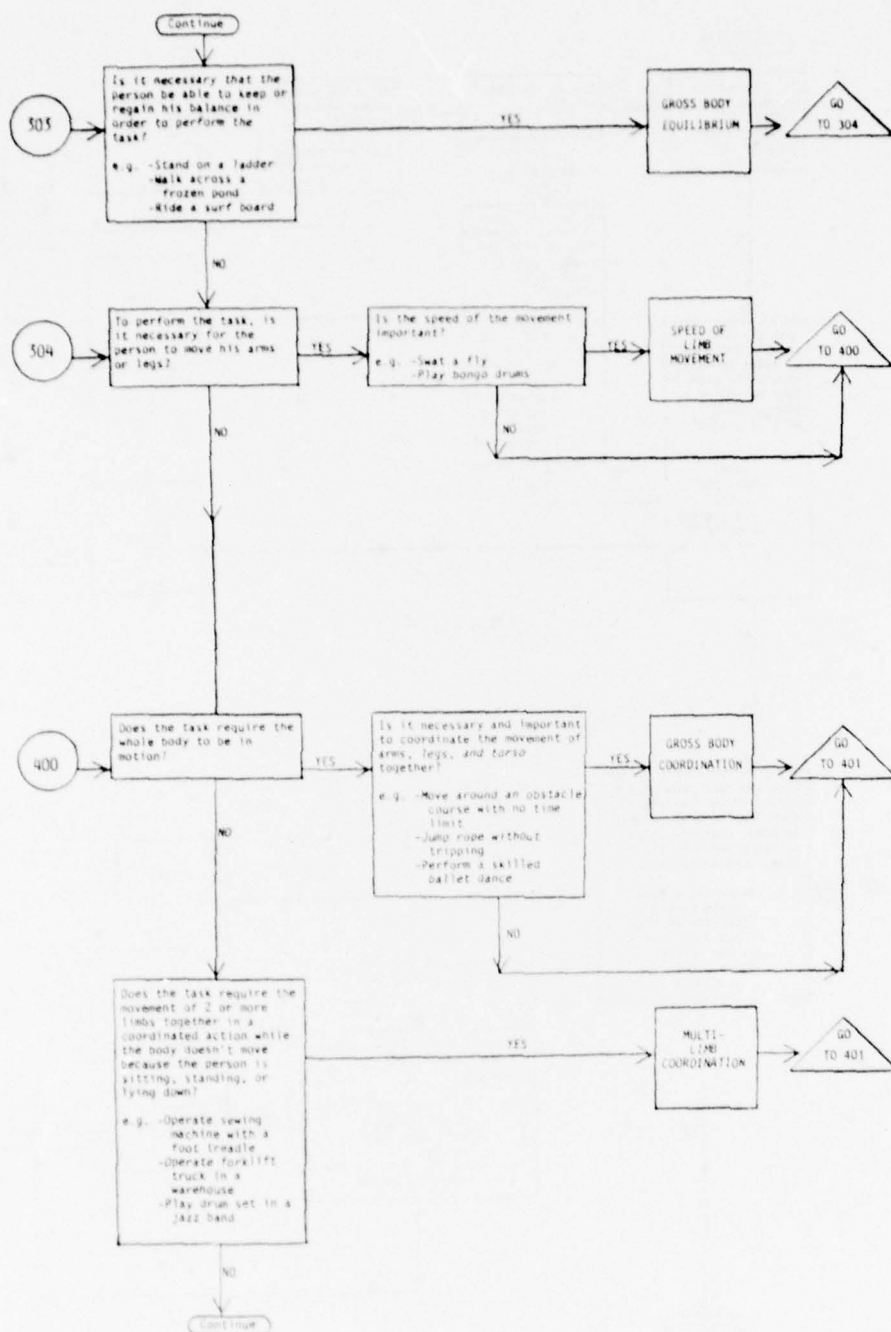 Continue
303
Is it necessary that the
person be able to keep or
regain his balance in
order to perform the
task?
e.g. -Stand on a ladder
-Walk across a
frozen pond
-Ride a surf board
YES
GROSS BODY
EQUILIBRIUM
GO
TO 304
NO
304
To perform the task, is
it necessary for the
person to move his arms
or legs?
YES
Is the speed of the movement
important?
e.g. -Swat a fly
-Play bongo drums
YES
SPEED OF
LIMB
MOVEMENT
GO
TO 400
NO
NO
400
Does the task require the
whole body to be in
motion?
YES
Is it necessary and important
to coordinate the movement of
arms, legs, and torso
together?
e.g. -Move around an obstacle
course with no time
limit
-Jump rope without
tripping
-Perform a skilled
ballet dance
YES
GROSS BODY
COORDINATION
GO
TO 401
NO
NO
Does the task require the
movement of 2 or more
limbs together in a
coordinated action while
the body doesn't move
because the person is
sitting, standing, or
lying down?
e.g. -Operate sewing
machine with a
foot treadle
-Operate forklift
truck in a
warehouse
-Play drum set in a
jazz band
YES
MULTI-
LIMB
COORDINATION
GO
TO 401
NO
Continue